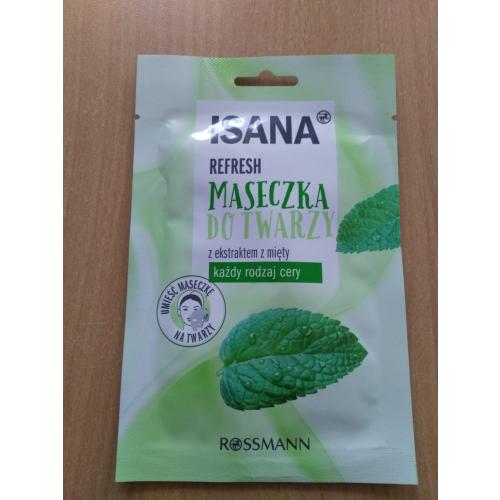 ISANA
REFRESH
MASECZKA
DO TWARZY
z ekstraktem z mięty
każdy rodzaj cery
UMIEŚĆ MASECZKĘ
NA TWARZY
ROSSMANN